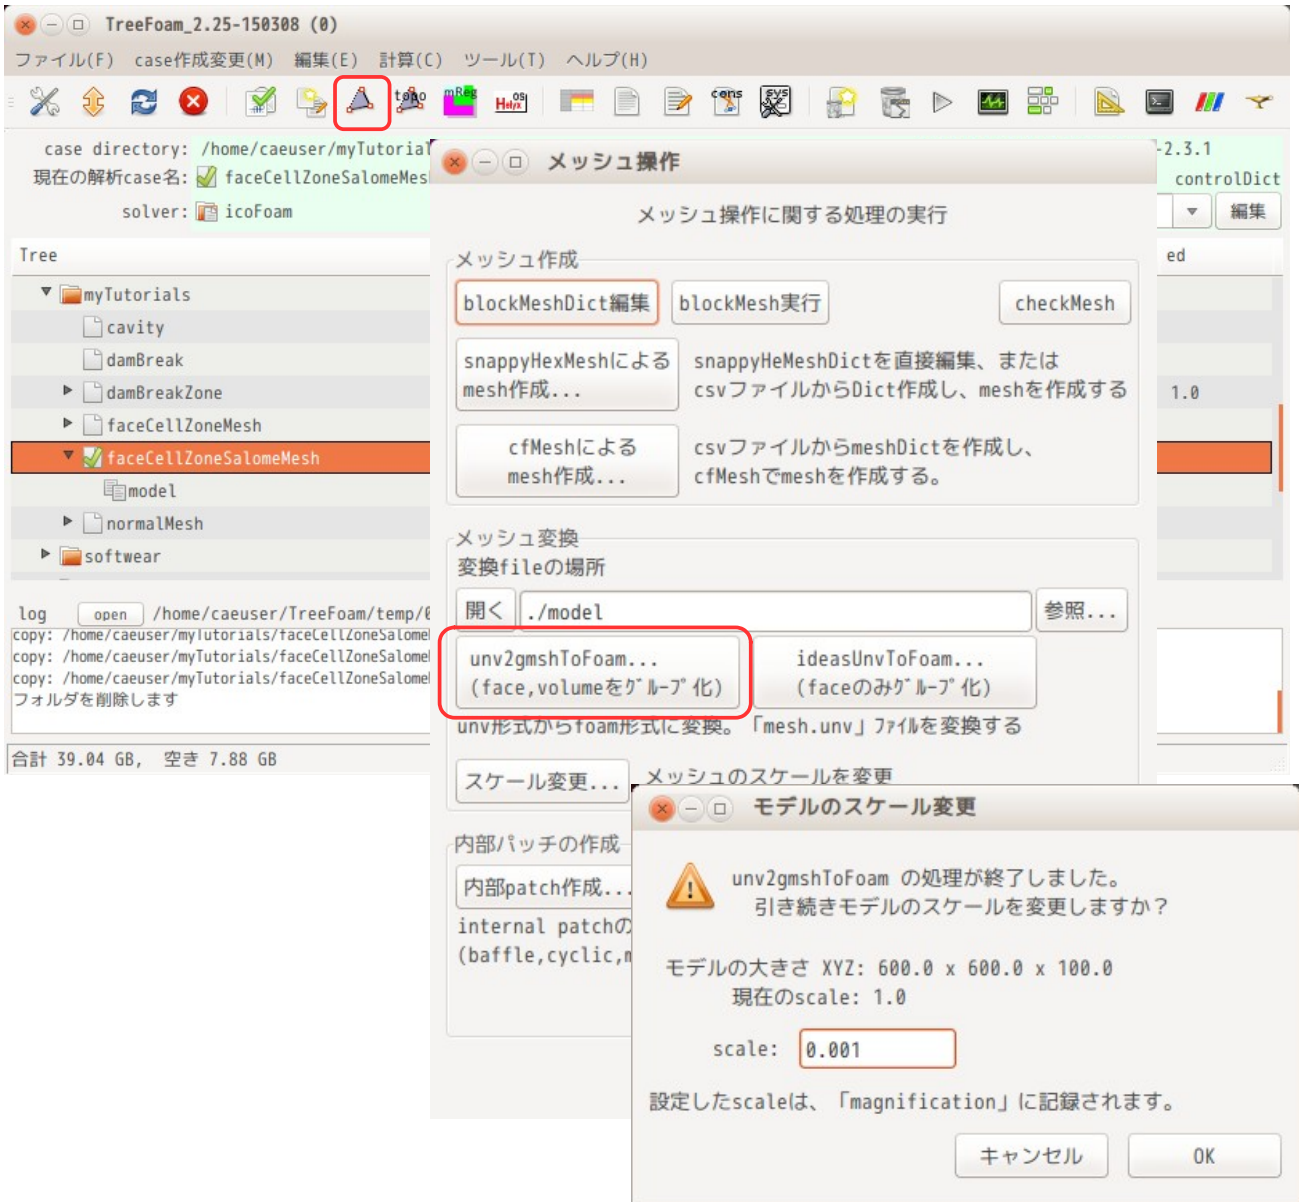 TreeFoam_2.25-150308 (0)
ファイル(F) case作成変更(M) 編集(E) 計算(C) ツール(T) ヘルプ(H)
topo mReg HelyxOS cons sys
case directory: /home/caeuser/myTutorial
-2.3.1
現在の解析case名: faceCellZoneSalomeMes
controlDict
solver: icoFoam
編集
Tree
ed
myTutorials
cavity
damBreak
damBreakZone
1.0
faceCellZoneMesh
faceCellZoneSalomeMesh
model
normalMesh
softwear
log open /home/caeuser/TreeFoam/temp/
copy: /home/caeuser/myTutorials/faceCellZoneSalome
copy: /home/caeuser/myTutorials/faceCellZoneSalome
copy: /home/caeuser/myTutorials/faceCellZoneSalome
フォルダを削除します
合計 39.04 GB, 空き 7.88 GB
メッシュ操作
メッシュ操作に関する処理の実行
メッシュ作成
blockMeshDict編集 blockMesh実行 checkMesh
snappyHexMeshによる
mesh作成...
snappyHeMeshDictを直接編集、または
csvファイルからDict作成し、meshを作成する
cfMeshによる
mesh作成...
csvファイルからmeshDictを作成し、
cfMeshでmeshを作成する。
メッシュ変換
変換fileの場所
開く ./model 参照...
unv2gmshToFoam...
(face,volumeをｸﾞﾙｰﾌﾟ化)
ideasUnvToFoam...
(faceのみｸﾞﾙｰﾌﾟ化)
unv形式からfoam形式に変換。「mesh.unv」ﾌｧｲﾙを変換する
スケール変更... メッシュのスケールを変更
内部パッチの作成
内部patch作成...
internal patchの
(baffle,cyclic,m
モデルのスケール変更
unv2gmshToFoam の処理が終了しました。
引き続きモデルのスケールを変更しますか？
モデルの大きさ XYZ: 600.0 x 600.0 x 100.0
現在のscale: 1.0
scale: 0.001
設定したscaleは、「magnification」に記録されます。
キャンセル OK